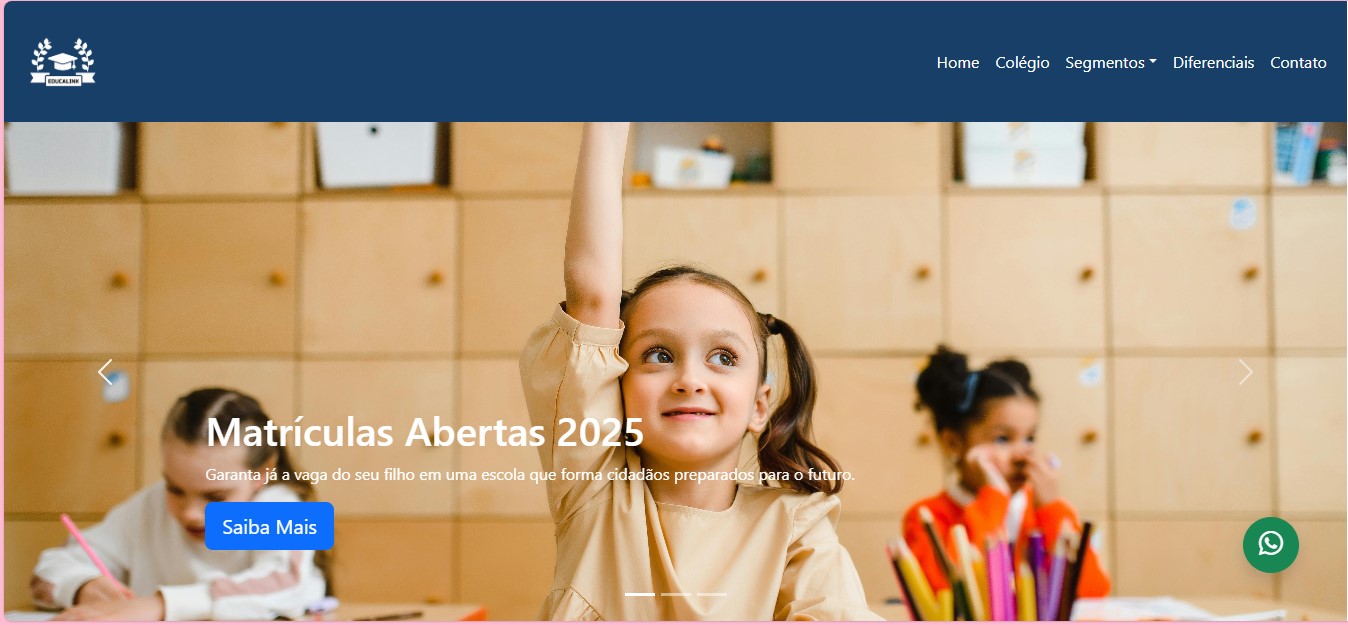 EDUCALINK
Home Colégio Segmentos Diferenciais Contato
Matrículas Abertas 2025
Garanta já a vaga do seu filho em uma escola que forma cidadãos preparados para o futuro.
Saiba Mais